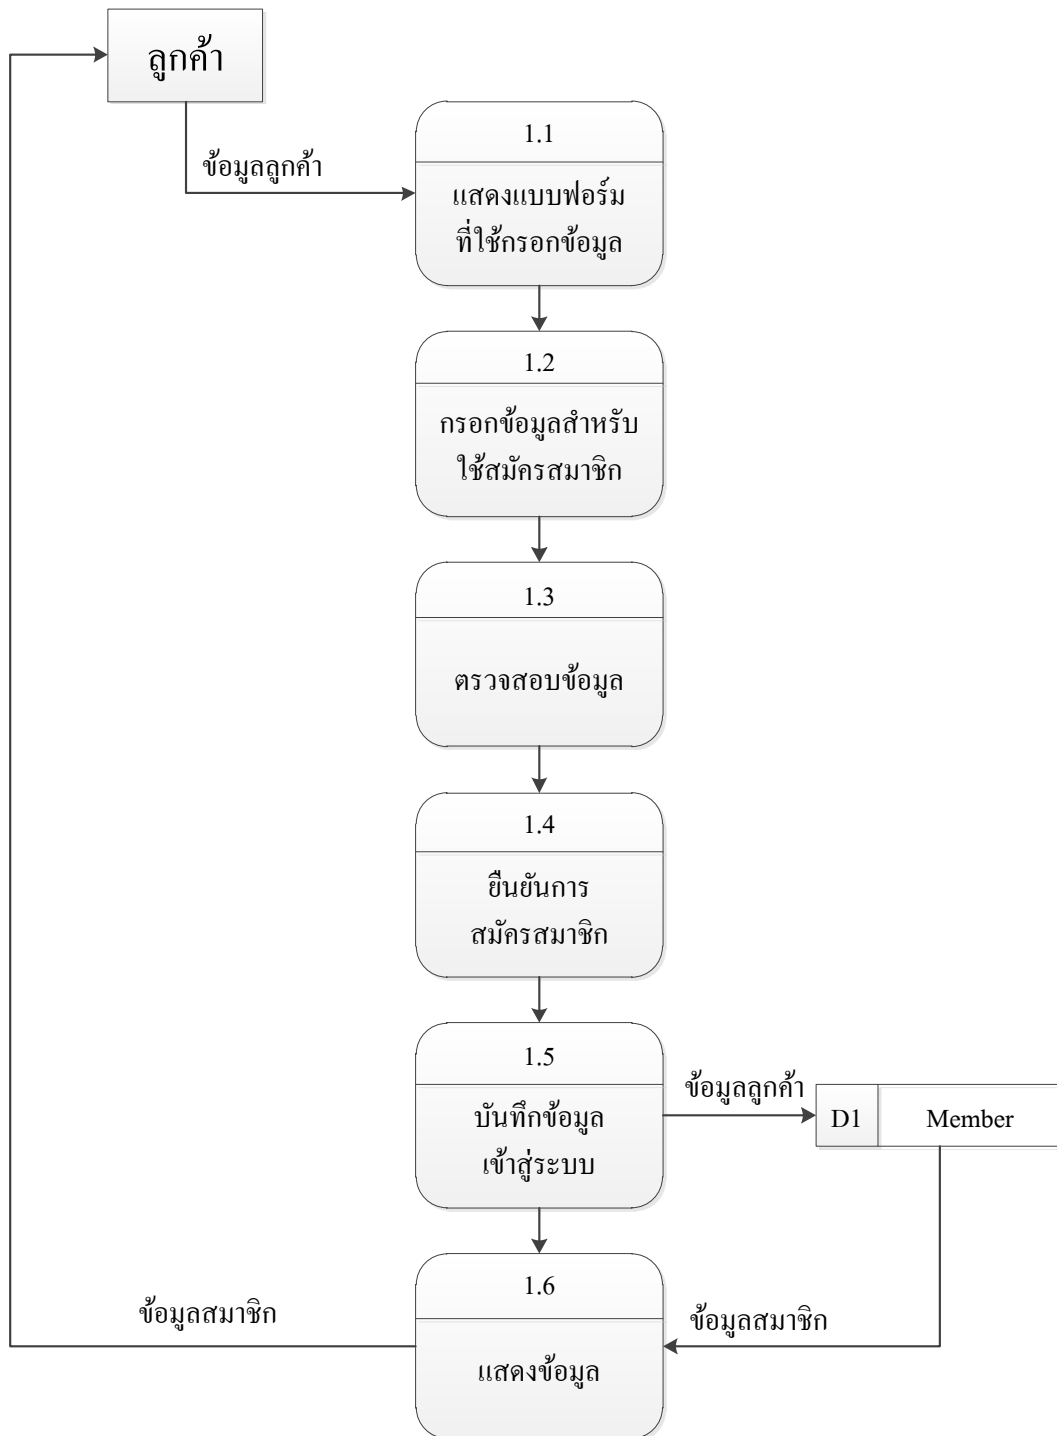 ลูกค้า
ข้อมูลลูกค้า
1.1
แสดงแบบฟอร์ม
ที่ใช้กรอกข้อมูล
1.2
กรอกข้อมูลสำหรับ
ใช้สมัครสมาชิก
1.3
ตรวจสอบข้อมูล
1.4
ยืนยันการ
สมัครสมาชิก
1.5
บันทึกข้อมูล
เข้าสู่ระบบ
ข้อมูลลูกค้า
D1 Member
1.6
แสดงข้อมูล
ข้อมูลสมาชิก
ข้อมูลสมาชิก